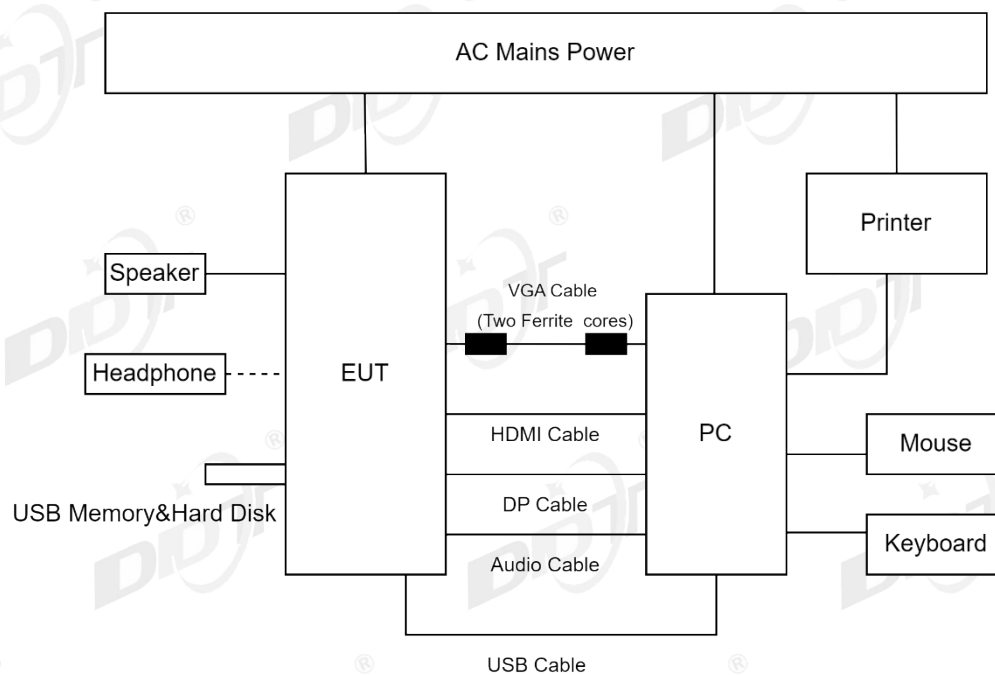 AC Mains Power
Printer
Speaker
VGA Cable
(Two Ferrite cores)
Headphone
EUT
PC
HDMI Cable
Mouse
USB Memory&Hard Disk
DP Cable
Keyboard
Audio Cable
USB Cable